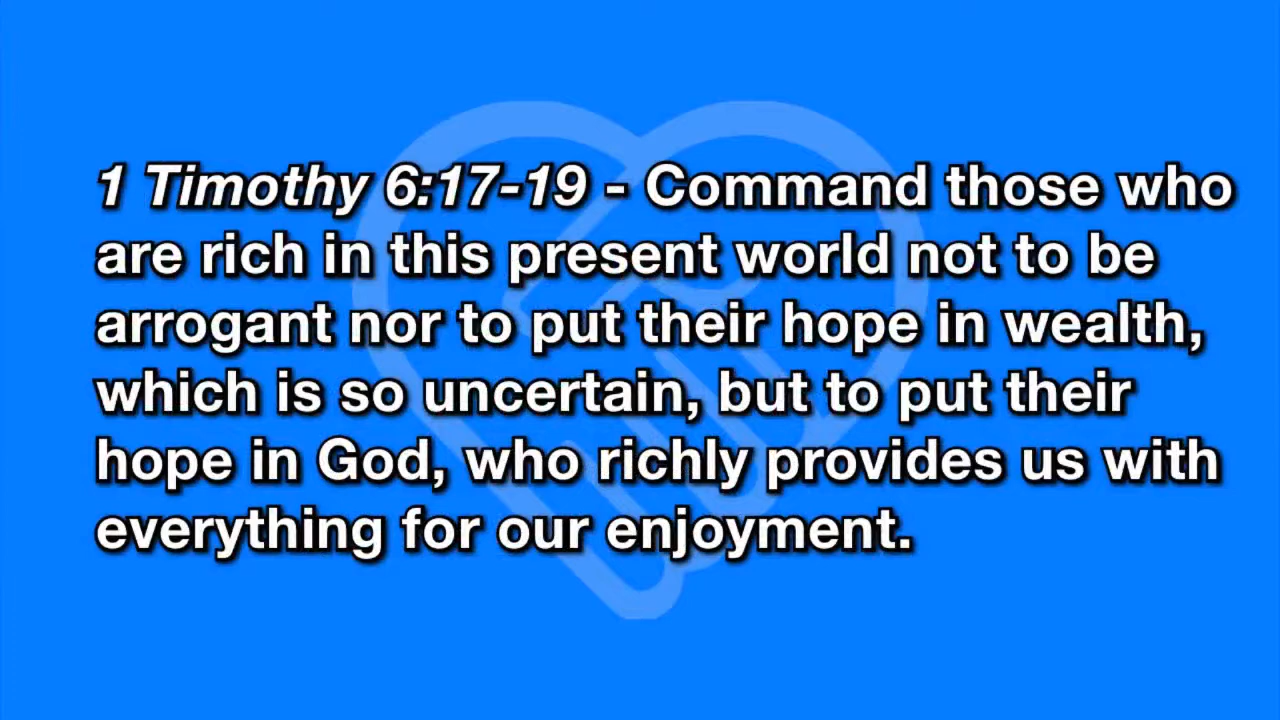 1 Timothy 6:17-19 - Command those who
are rich in this present world not to be
arrogant nor to put their hope in wealth,
which is so uncertain, but to put their
hope in God, who richly provides us with
everything for our enjoyment.